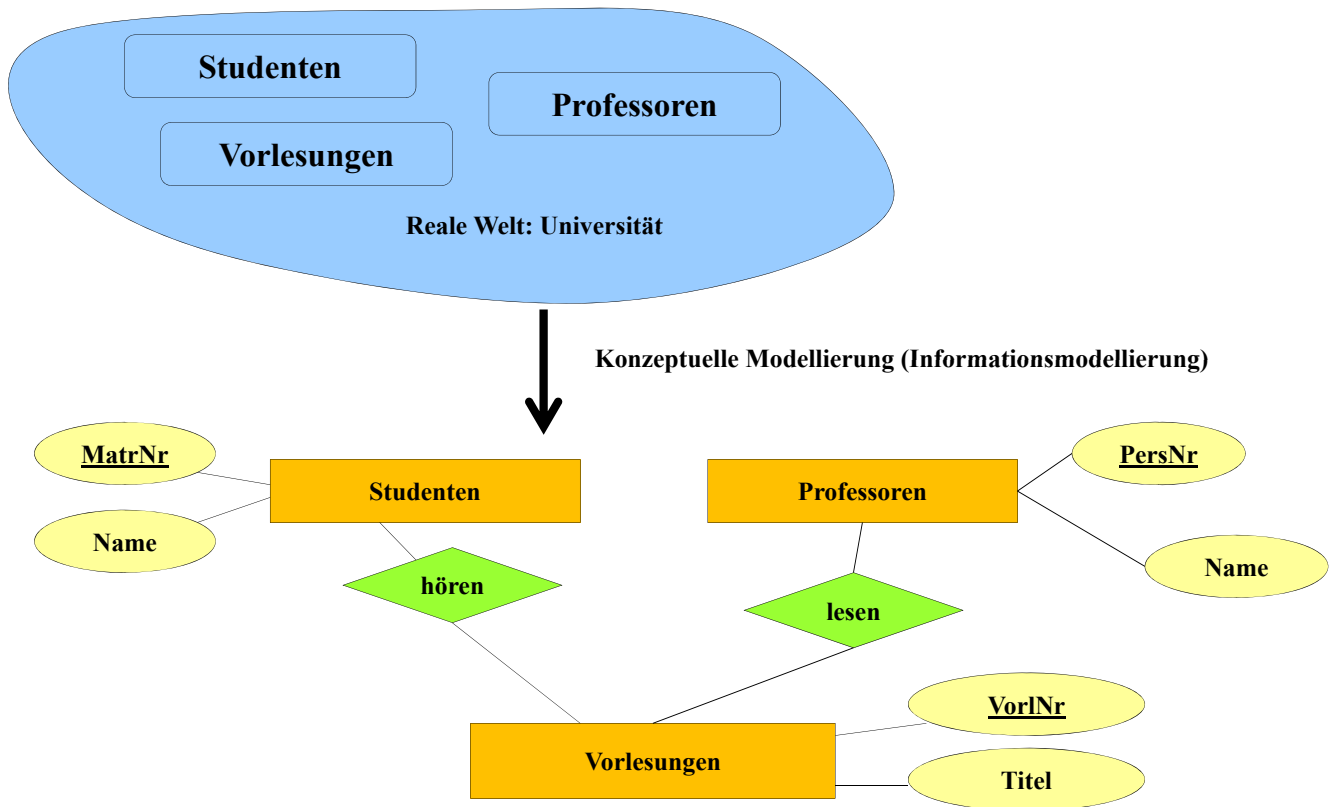 Studenten
Professoren
Vorlesungen
Reale Welt: Universität
Konzeptuelle Modellierung (Informationsmodellierung)
MatrNr
PersNr
Studenten
Professoren
Name
Name
hören
lesen
VorlNr
Vorlesungen
Titel